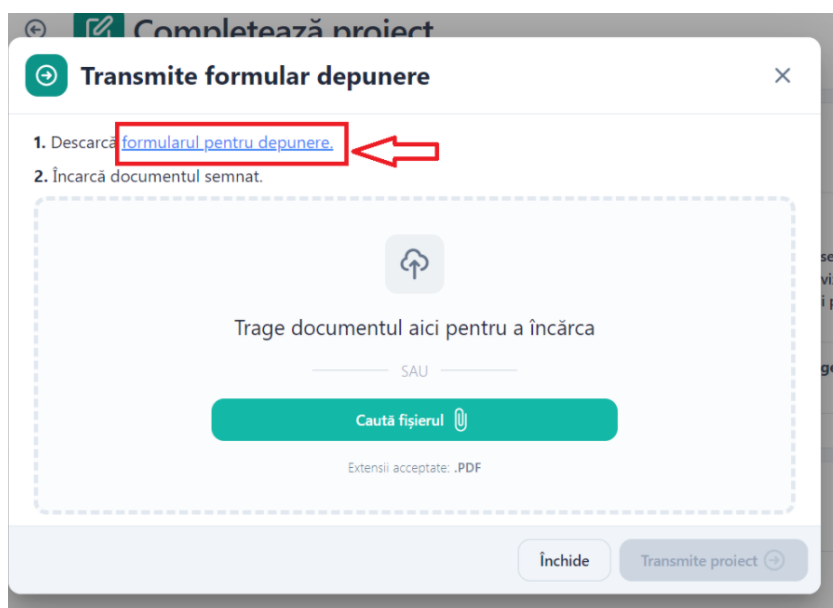 Completează proiect
Transmite formular depunere
1. Descarcă formularul pentru depunere.
2. Încarcă documentul semnat.
Trage documentul aici pentru a încărca
SAU
Caută fișierul
Extensii acceptate: .PDF
Închide
Transmite proiect